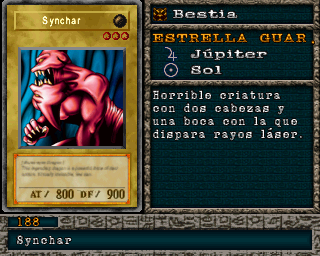 Synchar
AT/ 800 DF/ 900
Bestia
ESTRELLA GUAR.
Júpiter
Sol
Horrible criatura
con dos cabezas y
una boca con la que
dispara rayos láser.
188
Synchar